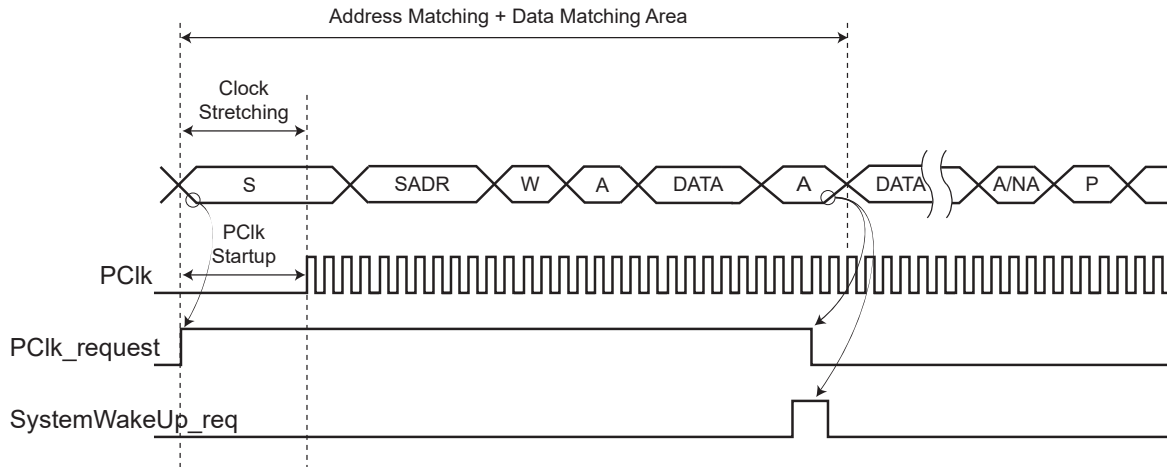 Address Matching + Data Matching Area
Clock
Stretching
S
SADR
W
A
DATA
A
DATA
A/NA
P
PClk
Startup
PClk
PClk_request
SystemWakeUp_req